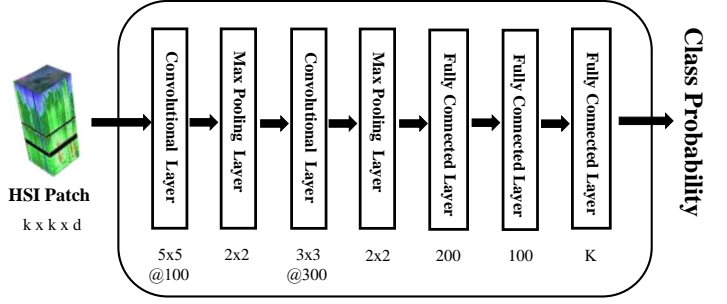 HSI Patch
k x k x d
Convolutional Layer
Max Pooling Layer
Convolutional Layer
Max Pooling Layer
Fully Connected Layer
Fully Connected Layer
Fully Connected Layer
5x5
@100
2x2
3x3
@300
2x2
200
100
K
Class Probability